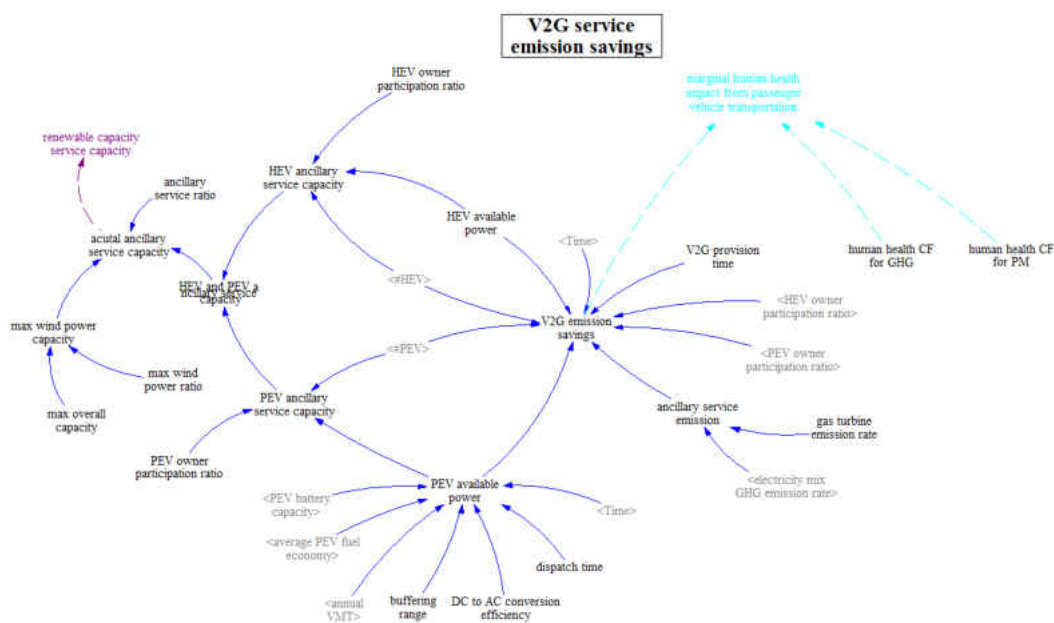 V2G service
emission savings
HEV owner
participation ratio
marginal human health
impact from passenger
vehicle transportation
renewable capacity
service capacity
ancillary
service ratio
HEV ancillary
service capacity
HEV available
power
acutal ancillary
service capacity
<Time>
V2G provision
time
human health CF
for GHG
human health CF
for PM
<#HEV>
HEV and PEV a
ncillary service
capacity
<HEV owner
participation ratio>
V2G emission
savings
max wind power
capacity
<#PEV>
<PEV owner
participation ratio>
max wind
power ratio
max overall
capacity
PEV ancillary
service capacity
ancillary service
emission
gas turbine
emission rate
PEV owner
participation ratio
<electricity mix
GHG emission rate>
PEV available
power
<PEV battery
capacity>
<Time>
<average PEV fuel
economy>
dispatch time
<annual
VMT>
buffering
range
DC to AC conversion
efficiency